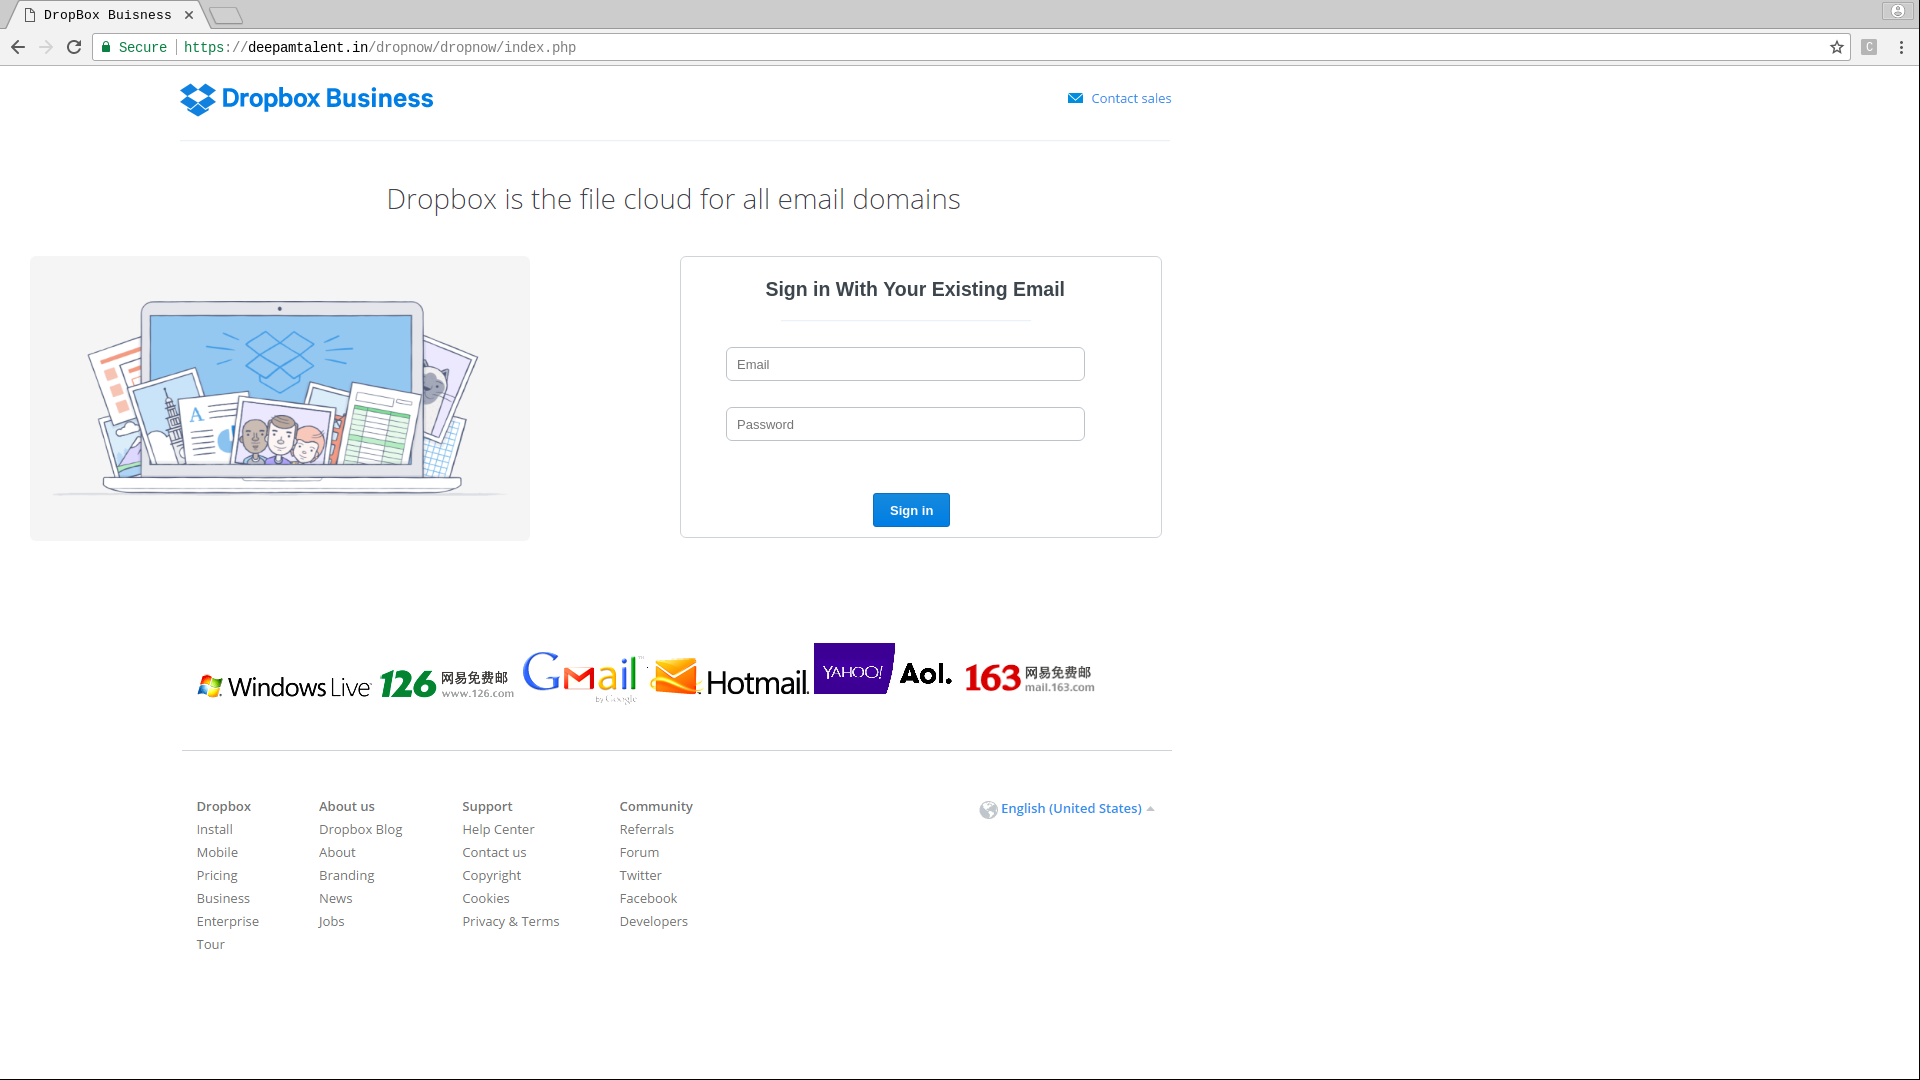 DropBox Buisness
Secure
https://deepamtalent.in/dropnow/dropnow/index.php
C
Dropbox Business
Contact sales
Dropbox is the file cloud for all email domains
A
Sign in With Your Existing Email
Email
Password
Sign in
Windows Live
126 网易免费邮
www.126.com
Gmail
by Google
Hotmail
YAHOO!
Aol.
163 网易免费邮
mail.163.com
Dropbox
Install
Mobile
Pricing
Business
Enterprise
Tour
About us
Dropbox Blog
About
Branding
News
Jobs
Support
Help Center
Contact us
Copyright
Cookies
Privacy & Terms
Community
Referrals
Forum
Twitter
Facebook
Developers
English (United States)